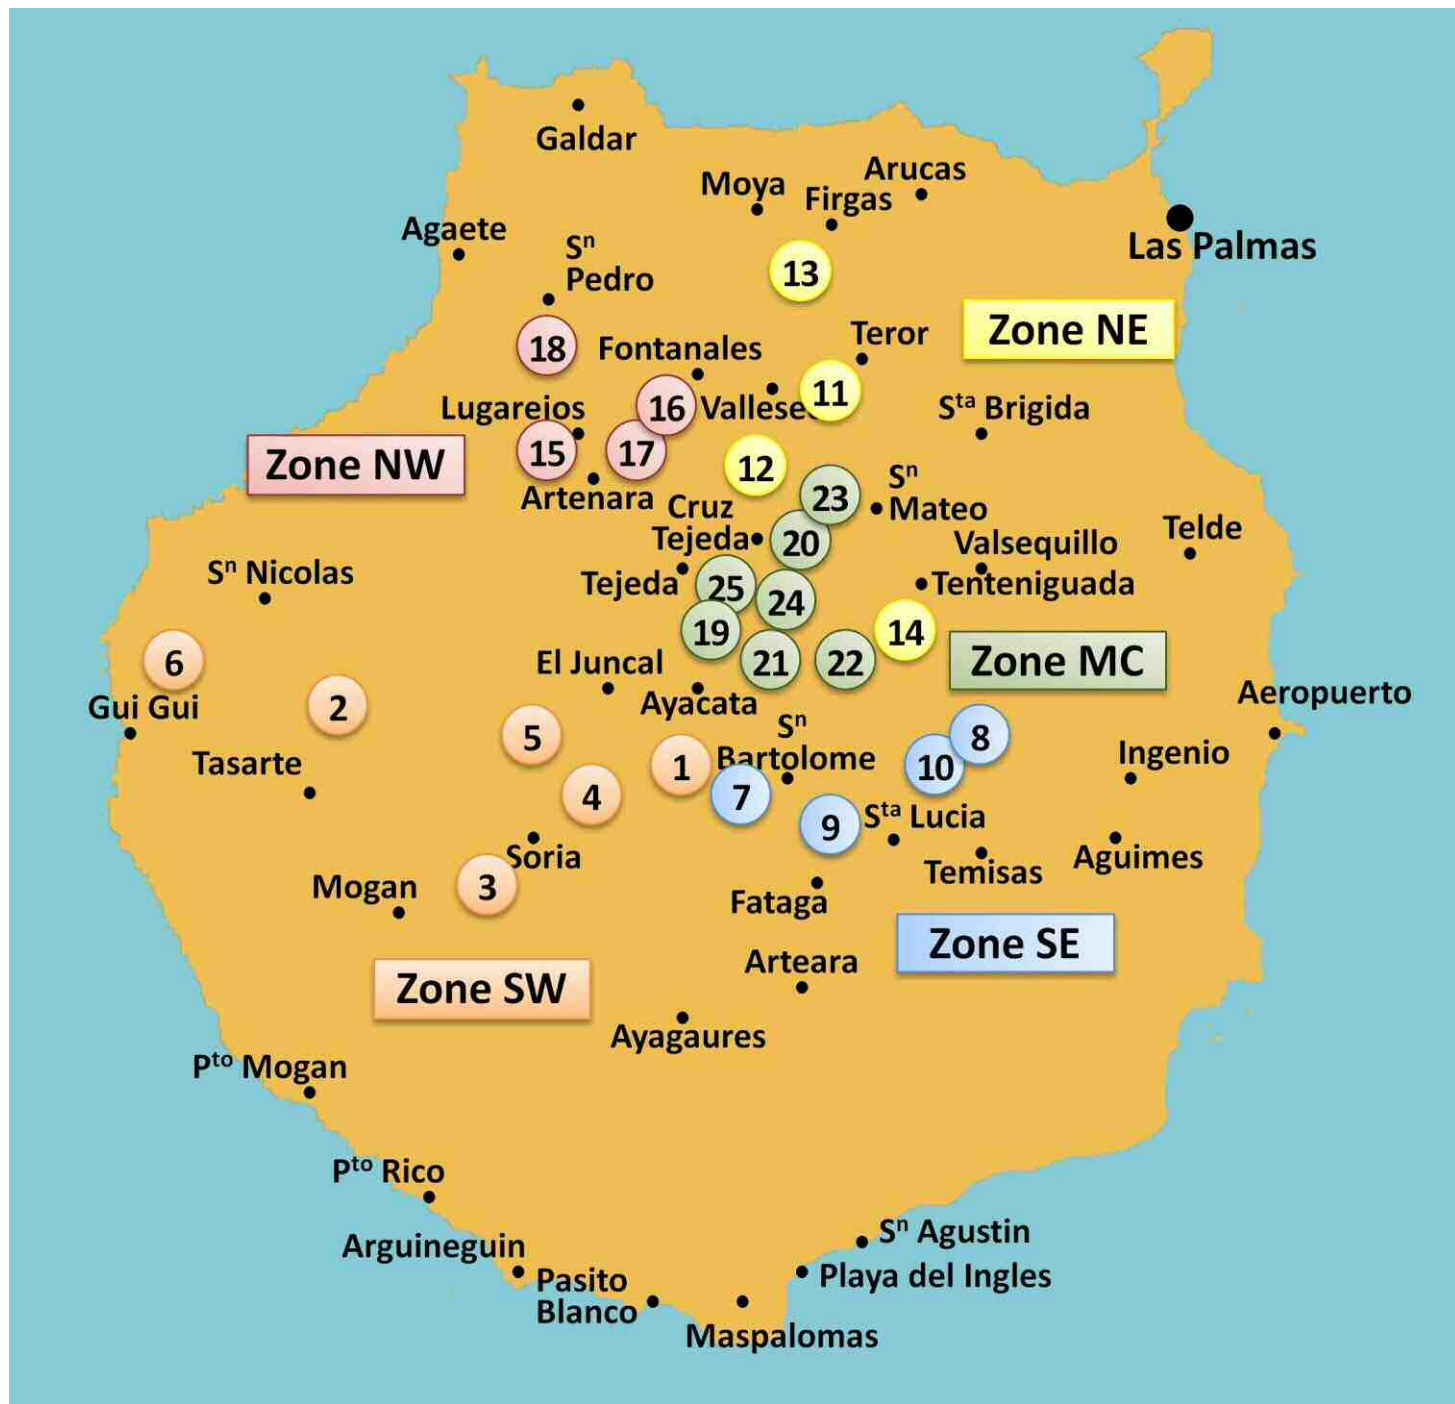 Galdar
Arucas
Moya
Firgas
Agaete
Sⁿ
Pedro
Las Palmas
13
Zone NE
Teror
18
Fontanales
11
16
Lugarejos
Vallese
Sᵗᵃ Brigida
Zone NW
15
17
12
Artenara
23
Sⁿ
Mateo
Cruz
Tejeda
20
Valsequillo
Telde
Sⁿ Nicolas
Tejeda
25
24
Tenteniguada
19
14
6
El Juncal
21
22
Zone MC
Gui Gui
2
Ayacata
Aeropuerto
Sⁿ
Bartolome
5
8
Tasarte
1
10
Ingenio
4
7
9
Sᵗᵃ Lucia
Soria
Temisas
Aguimes
Mogan
3
Fataga
Zone SE
Arteara
Zone SW
Ayagaures
Pᵗᵒ Mogan
Pᵗᵒ Rico
Sⁿ Agustin
Arguineguin
Playa del Ingles
Pasito
Blanco
Maspalomas